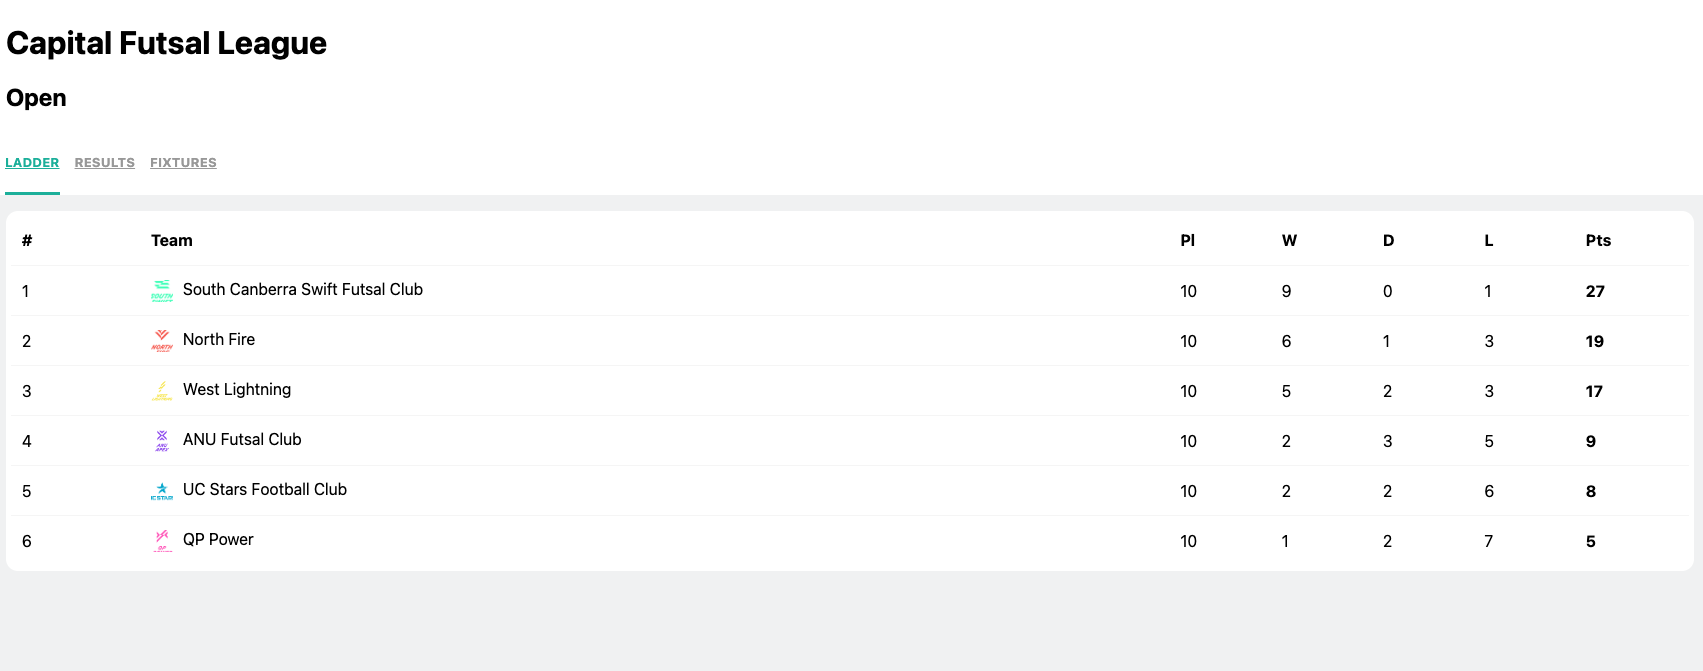 Capital Futsal League
Open
LADDER RESULTS FIXTURES
# Team Pl W D L Pts
1 SOUTH South Canberra Swift Futsal Club 10 9 0 1 27
2 NORTH North Fire 10 6 1 3 19
3 West Lightning 10 5 2 3 17
4 ANU Futsal Club 10 2 3 5 9
5 UC Stars Football Club 10 2 2 6 8
6 QP QP Power 10 1 2 7 5